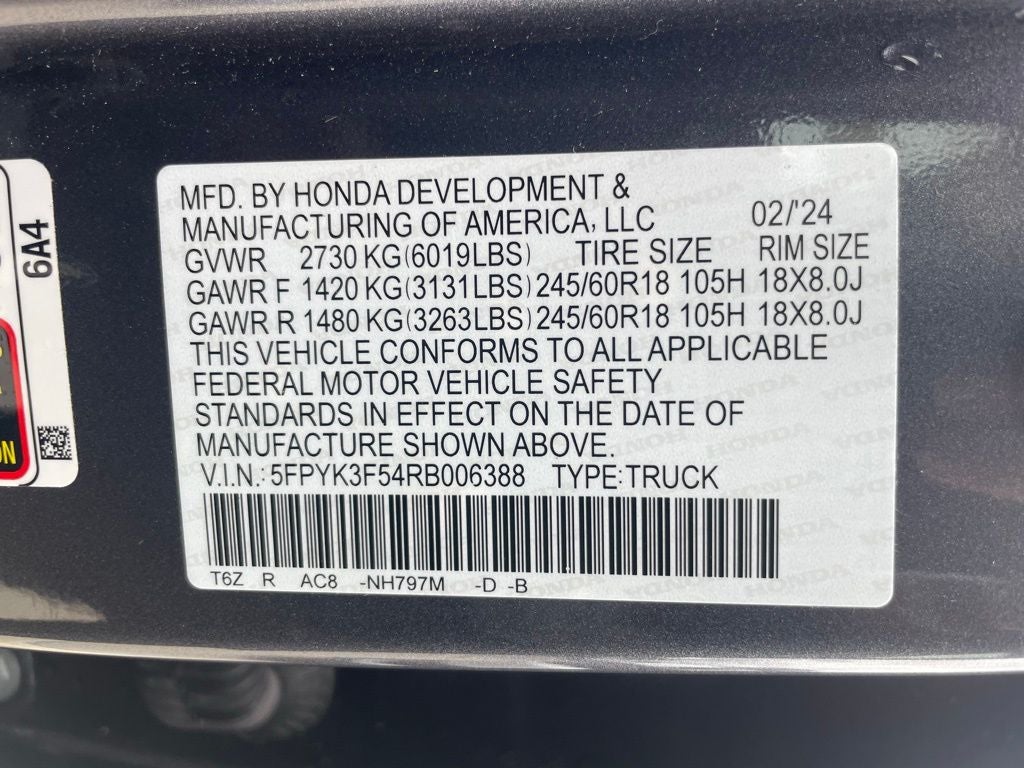 MFD. BY HONDA DEVELOPMENT &
MANUFACTURING OF AMERICA, LLC 02/'24
GVWR 2730 KG(6019LBS) TIRE SIZE RIM SIZE
GAWR F 1420 KG(3131LBS) 245/60R18 105H 18X8.0J
GAWR R 1480 KG(3263LBS) 245/60R18 105H 18X8.0J
THIS VEHICLE CONFORMS TO ALL APPLICABLE
FEDERAL MOTOR VEHICLE SAFETY
STANDARDS IN EFFECT ON THE DATE OF
MANUFACTURE SHOWN ABOVE.
V.I.N.: 5FPYK3F54RB006388 TYPE: TRUCK
T6Z R AC8 -NH797M -D -B
6A4